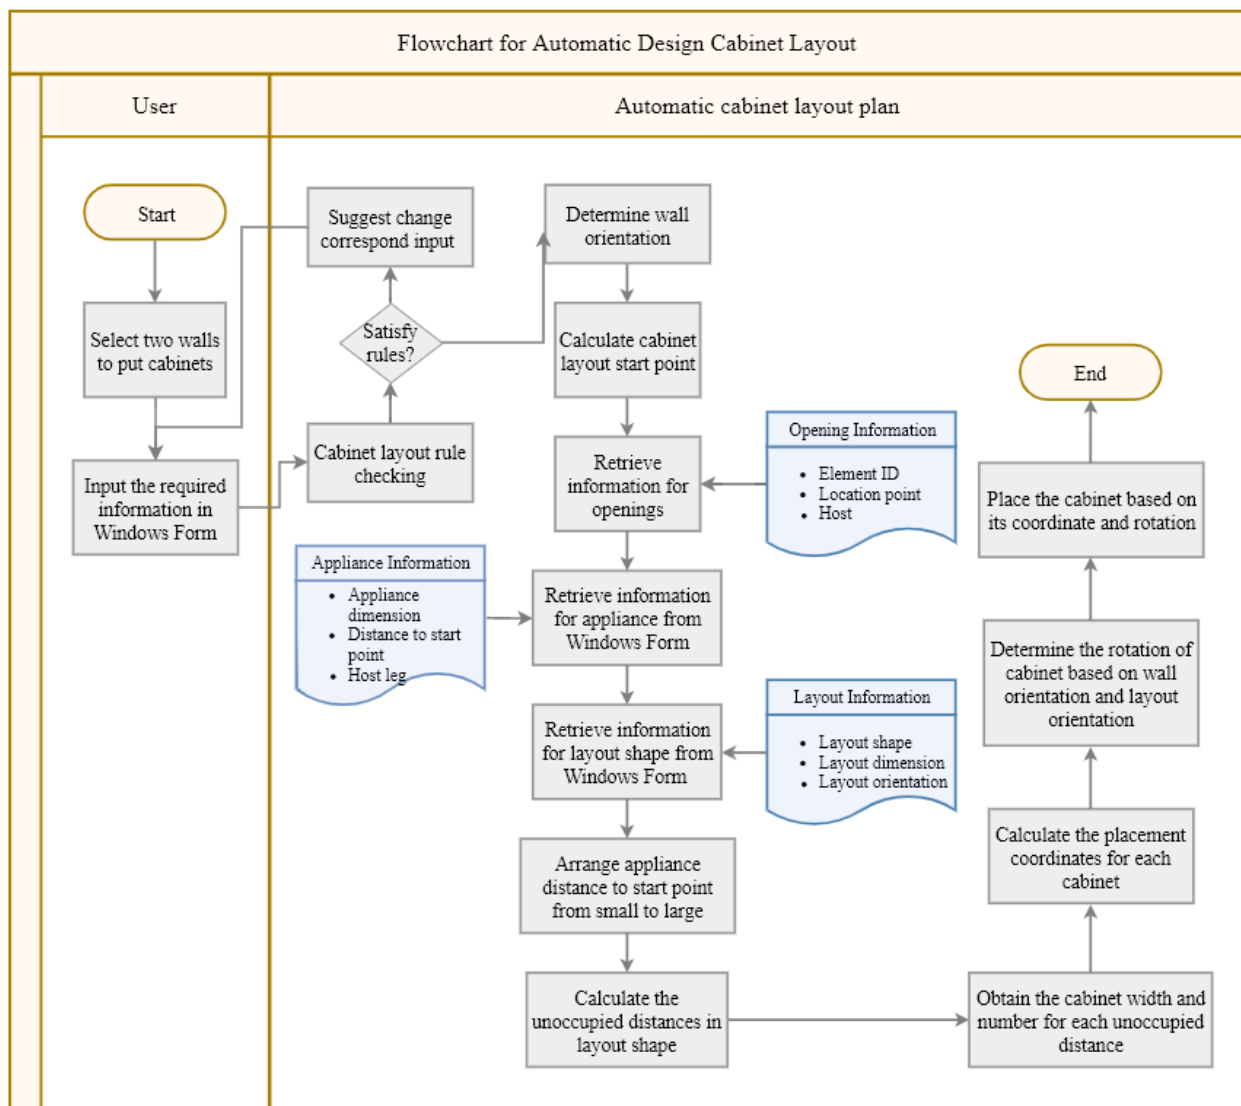 Flowchart for Automatic Design Cabinet Layout
User
Automatic cabinet layout plan
Start
Select two walls
to put cabinets
Input the required
information in
Windows Form
Suggest change
correspond input
Satisfy
rules?
Cabinet layout rule
checking
Determine wall
orientation
Calculate cabinet
layout start point
Retrieve
information for
openings
Opening Information
• Element ID
• Location point
• Host
Appliance Information
• Appliance
dimension
• Distance to start
point
• Host leg
Retrieve information
for appliance from
Windows Form
Retrieve information
for layout shape from
Windows Form
Layout Information
• Layout shape
• Layout dimension
• Layout orientation
Arrange appliance
distance to start point
from small to large
Calculate the
unoccupied distances in
layout shape
Obtain the cabinet width and
number for each unoccupied
distance
Calculate the placement
coordinates for each
cabinet
Determine the rotation of
cabinet based on wall
orientation and layout
orientation
Place the cabinet based on
its coordinate and rotation
End